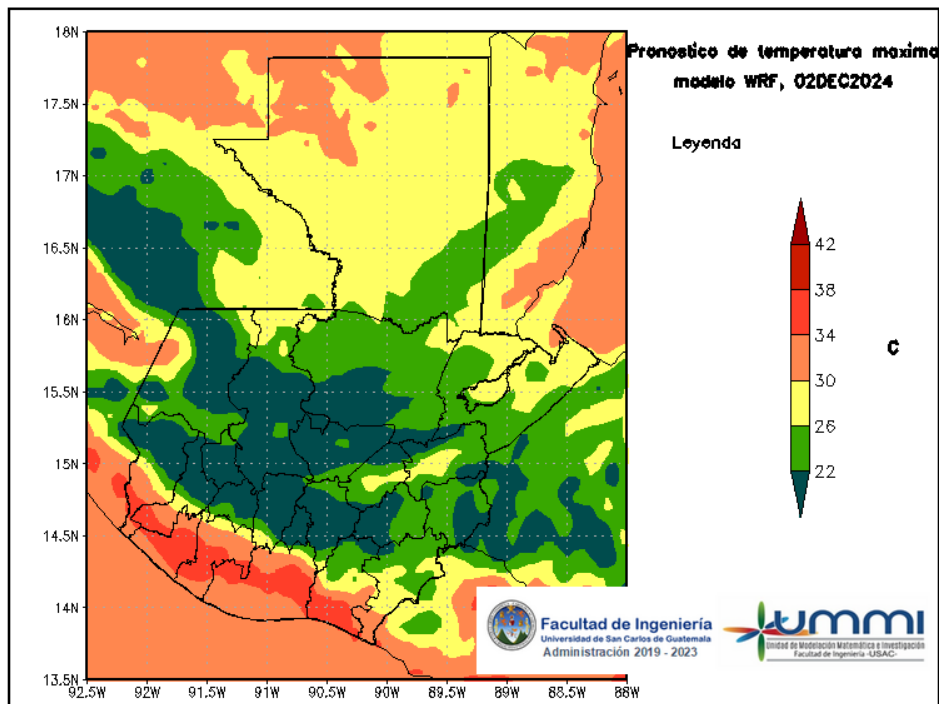 Pronostico de temperatura maxima
modelo WRF, 02DEC2024
Leyenda
18N
17.5N
17N
16.5N
16N
15.5N
15N
14.5N
14N
13.5N
92.5W 92W 91.5W 91W 90.5W 90W 89.5W 89W 88.5W 88W
42
38
34
30
26
22
C
Facultad de Ingeniería
Universidad de San Carlos de Guatemala
Administración 2019 - 2023
UMMI
Unidad de Modelación Matemática e Investigación
Facultad de Ingeniería -USAC-